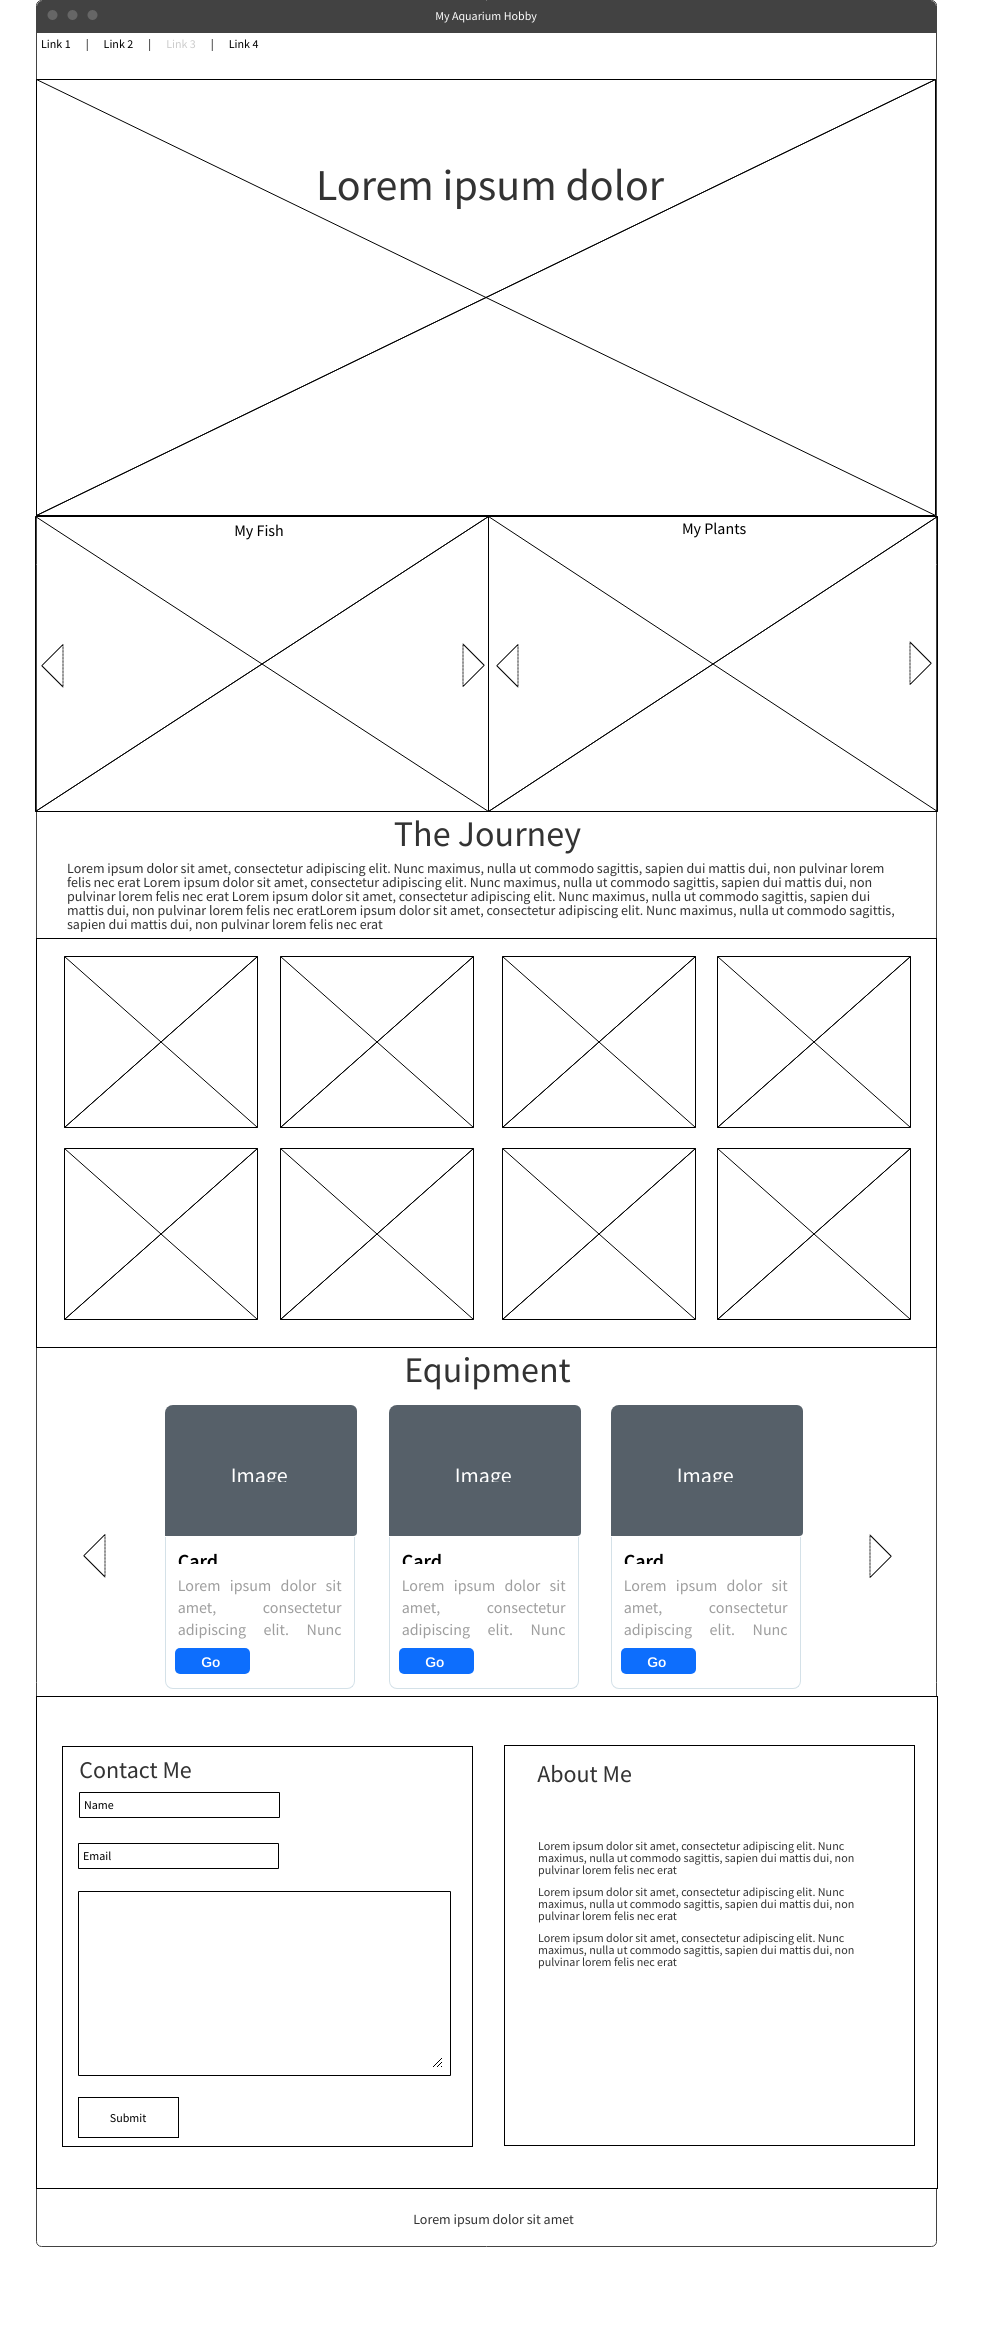 My Aquarium Hobby
Link 1 | Link 2 | Link 3 | Link 4
Lorem ipsum dolor
My Fish
My Plants
The Journey
Lorem ipsum dolor sit amet, consectetur adipiscing elit. Nunc maximus, nulla ut commodo sagittis, sapien dui mattis dui, non pulvinar lorem
felis nec erat Lorem ipsum dolor sit amet, consectetur adipiscing elit. Nunc maximus, nulla ut commodo sagittis, sapien dui mattis dui, non
pulvinar lorem felis nec erat Lorem ipsum dolor sit amet, consectetur adipiscing elit. Nunc maximus, nulla ut commodo sagittis, sapien dui
mattis dui, non pulvinar lorem felis nec eratLorem ipsum dolor sit amet, consectetur adipiscing elit. Nunc maximus, nulla ut commodo sagittis,
sapien dui mattis dui, non pulvinar lorem felis nec erat
Equipment
Image
Card
Lorem ipsum dolor sit
amet, consectetur
adipiscing elit. Nunc
Go
Image
Card
Lorem ipsum dolor sit
amet, consectetur
adipiscing elit. Nunc
Go
Image
Card
Lorem ipsum dolor sit
amet, consectetur
adipiscing elit. Nunc
Go
Contact Me
Name
Email
Submit
About Me
Lorem ipsum dolor sit amet, consectetur adipiscing elit. Nunc
maximus, nulla ut commodo sagittis, sapien dui mattis dui, non
pulvinar lorem felis nec erat
Lorem ipsum dolor sit amet, consectetur adipiscing elit. Nunc
maximus, nulla ut commodo sagittis, sapien dui mattis dui, non
pulvinar lorem felis nec erat
Lorem ipsum dolor sit amet, consectetur adipiscing elit. Nunc
maximus, nulla ut commodo sagittis, sapien dui mattis dui, non
pulvinar lorem felis nec erat
Lorem ipsum dolor sit amet